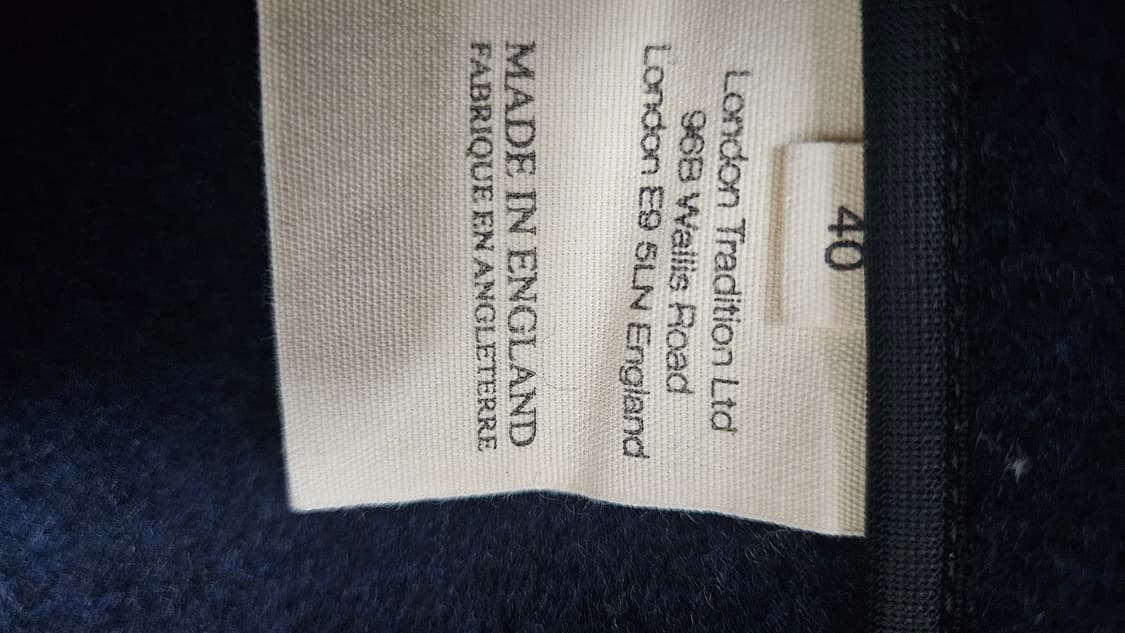 40
London Tradition Ltd
96B Wallis Road
London E9 5LN England
MADE IN ENGLAND
FABRIQUE EN ANGLETERRE